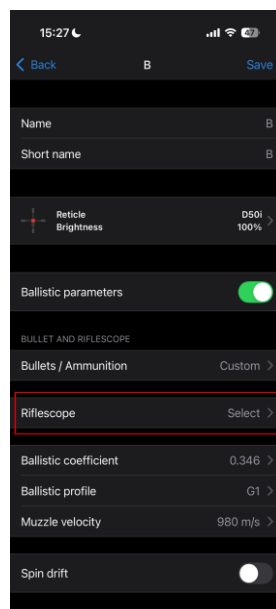 15:27 47
Back B Save
Name B
Short name B
Reticle D50i
Brightness 100%
Ballistic parameters
BULLET AND RIFLESCOPE
Bullets / Ammunition Custom
Riflescope Select
Ballistic coefficient 0.346
Ballistic profile G1
Muzzle velocity 980 m/s
Spin drift